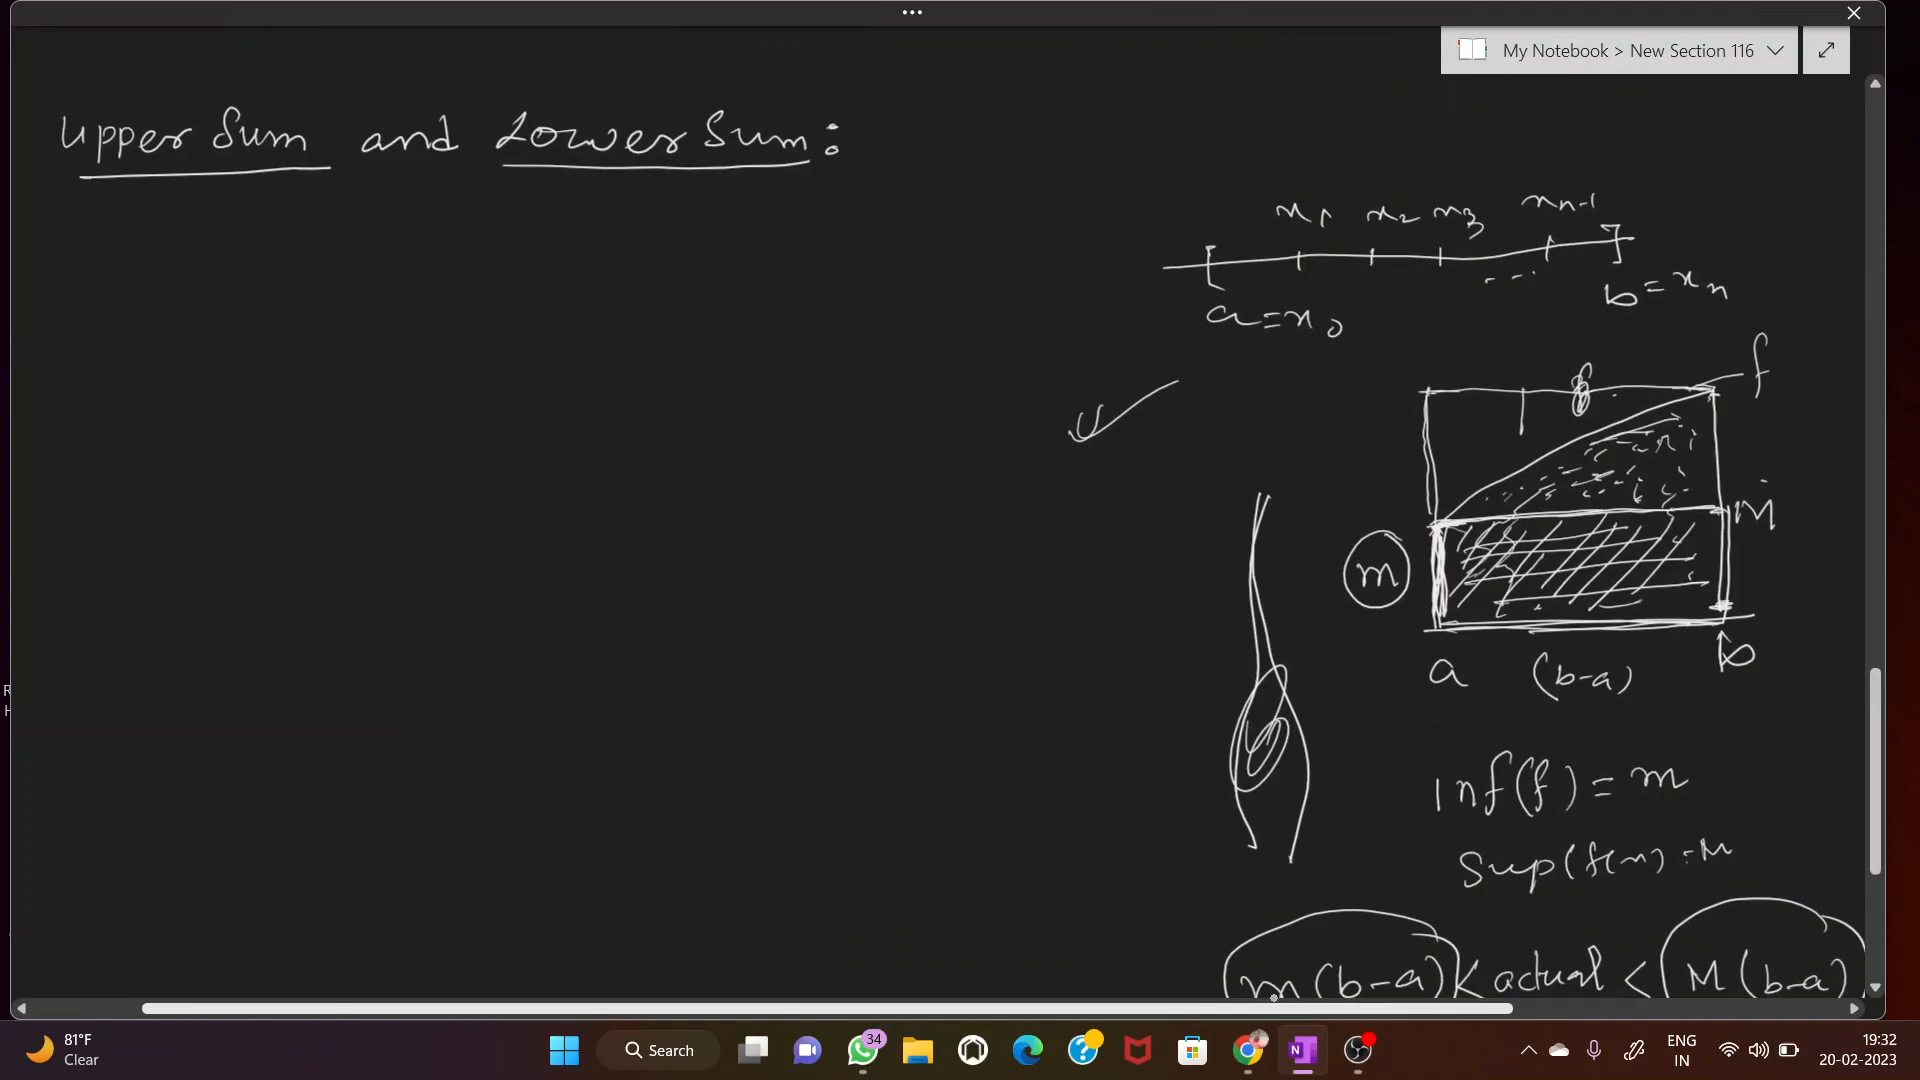 ...
My Notebook > New Section 116
Upper Sum and Lower Sum:
x1 x2 x3 xn-1
a=x0 ... b=xn
f
M
m
a (b-a) b
Inf(f) = m
Sup(f(x) = M
m(b-a) < actual < M(b-a)
R
H
81°F
Clear
Search
34
ENG
IN
19:32
20-02-2023